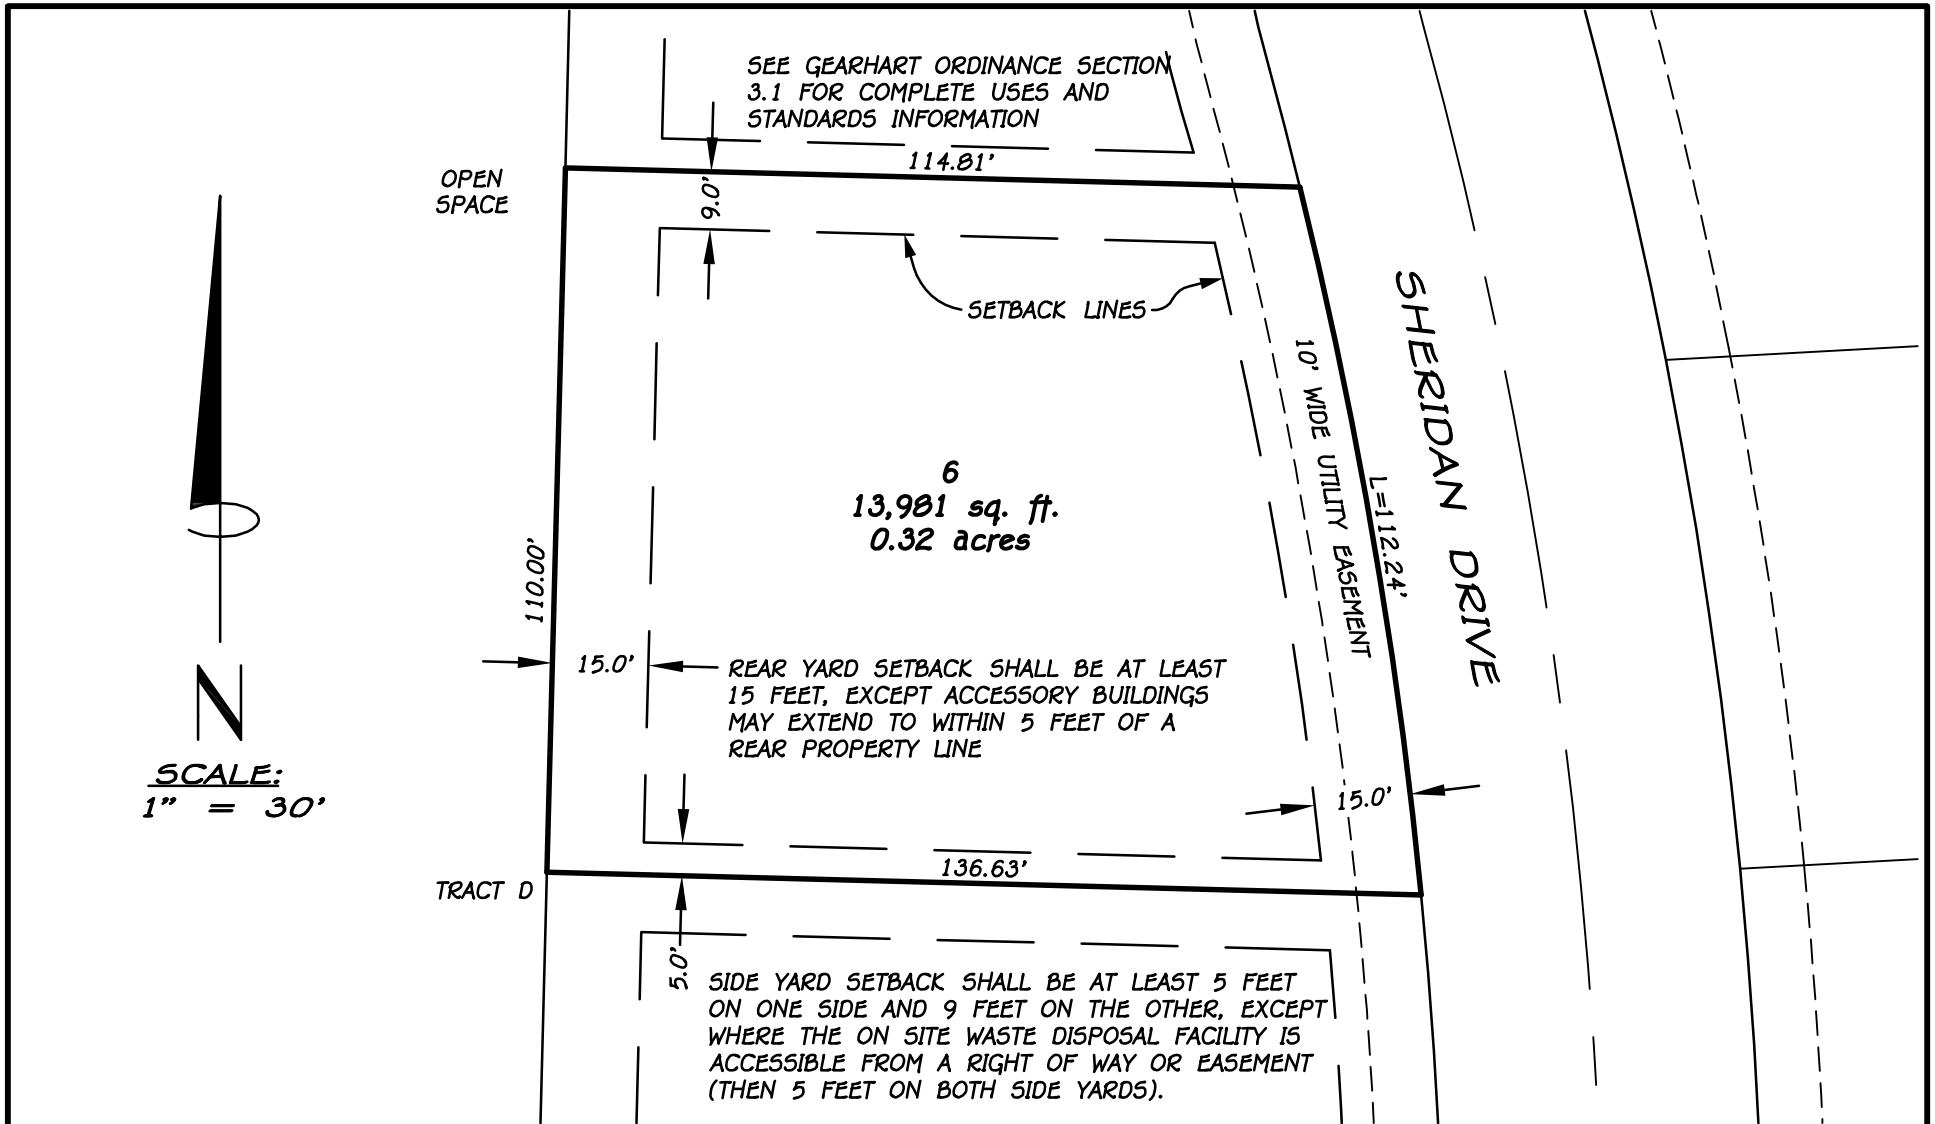 SEE GEARHART ORDINANCE SECTION
3.1 FOR COMPLETE USES AND
STANDARDS INFORMATION
114.81'
OPEN
SPACE
9.0'
SETBACK LINES
SHERIDAN DRIVE
10' WIDE UTILITY EASEMENT
L=112.24'
6
13,981 sq. ft.
0.32 acres
110.00'
15.0'
REAR YARD SETBACK SHALL BE AT LEAST
15 FEET, EXCEPT ACCESSORY BUILDINGS
MAY EXTEND TO WITHIN 5 FEET OF A
REAR PROPERTY LINE
N
SCALE:
1" = 30'
15.0'
136.63'
TRACT D
5.0'
SIDE YARD SETBACK SHALL BE AT LEAST 5 FEET
ON ONE SIDE AND 9 FEET ON THE OTHER, EXCEPT
WHERE THE ON SITE WASTE DISPOSAL FACILITY IS
ACCESSIBLE FROM A RIGHT OF WAY OR EASEMENT
(THEN 5 FEET ON BOTH SIDE YARDS).